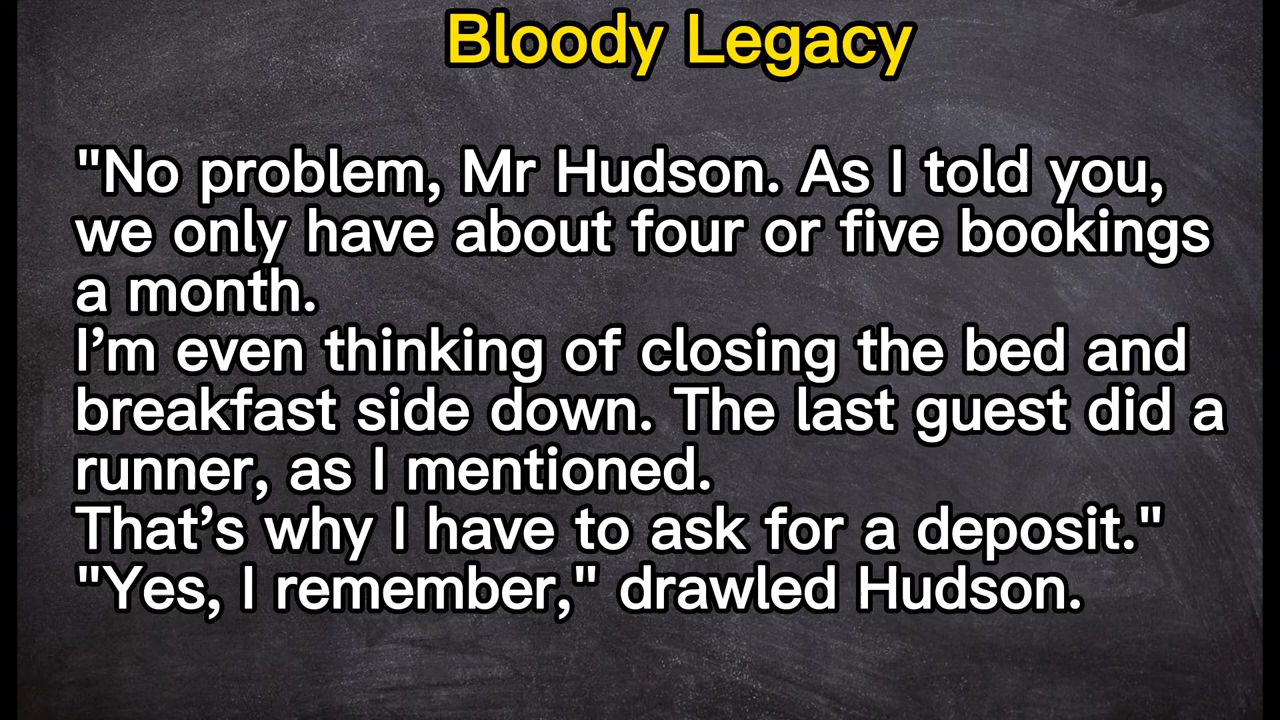 Bloody Legacy
"No problem, Mr Hudson. As I told you,
we only have about four or five bookings
a month.
I’m even thinking of closing the bed and
breakfast side down. The last guest did a
runner, as I mentioned.
That’s why I have to ask for a deposit."
"Yes, I remember," drawled Hudson.